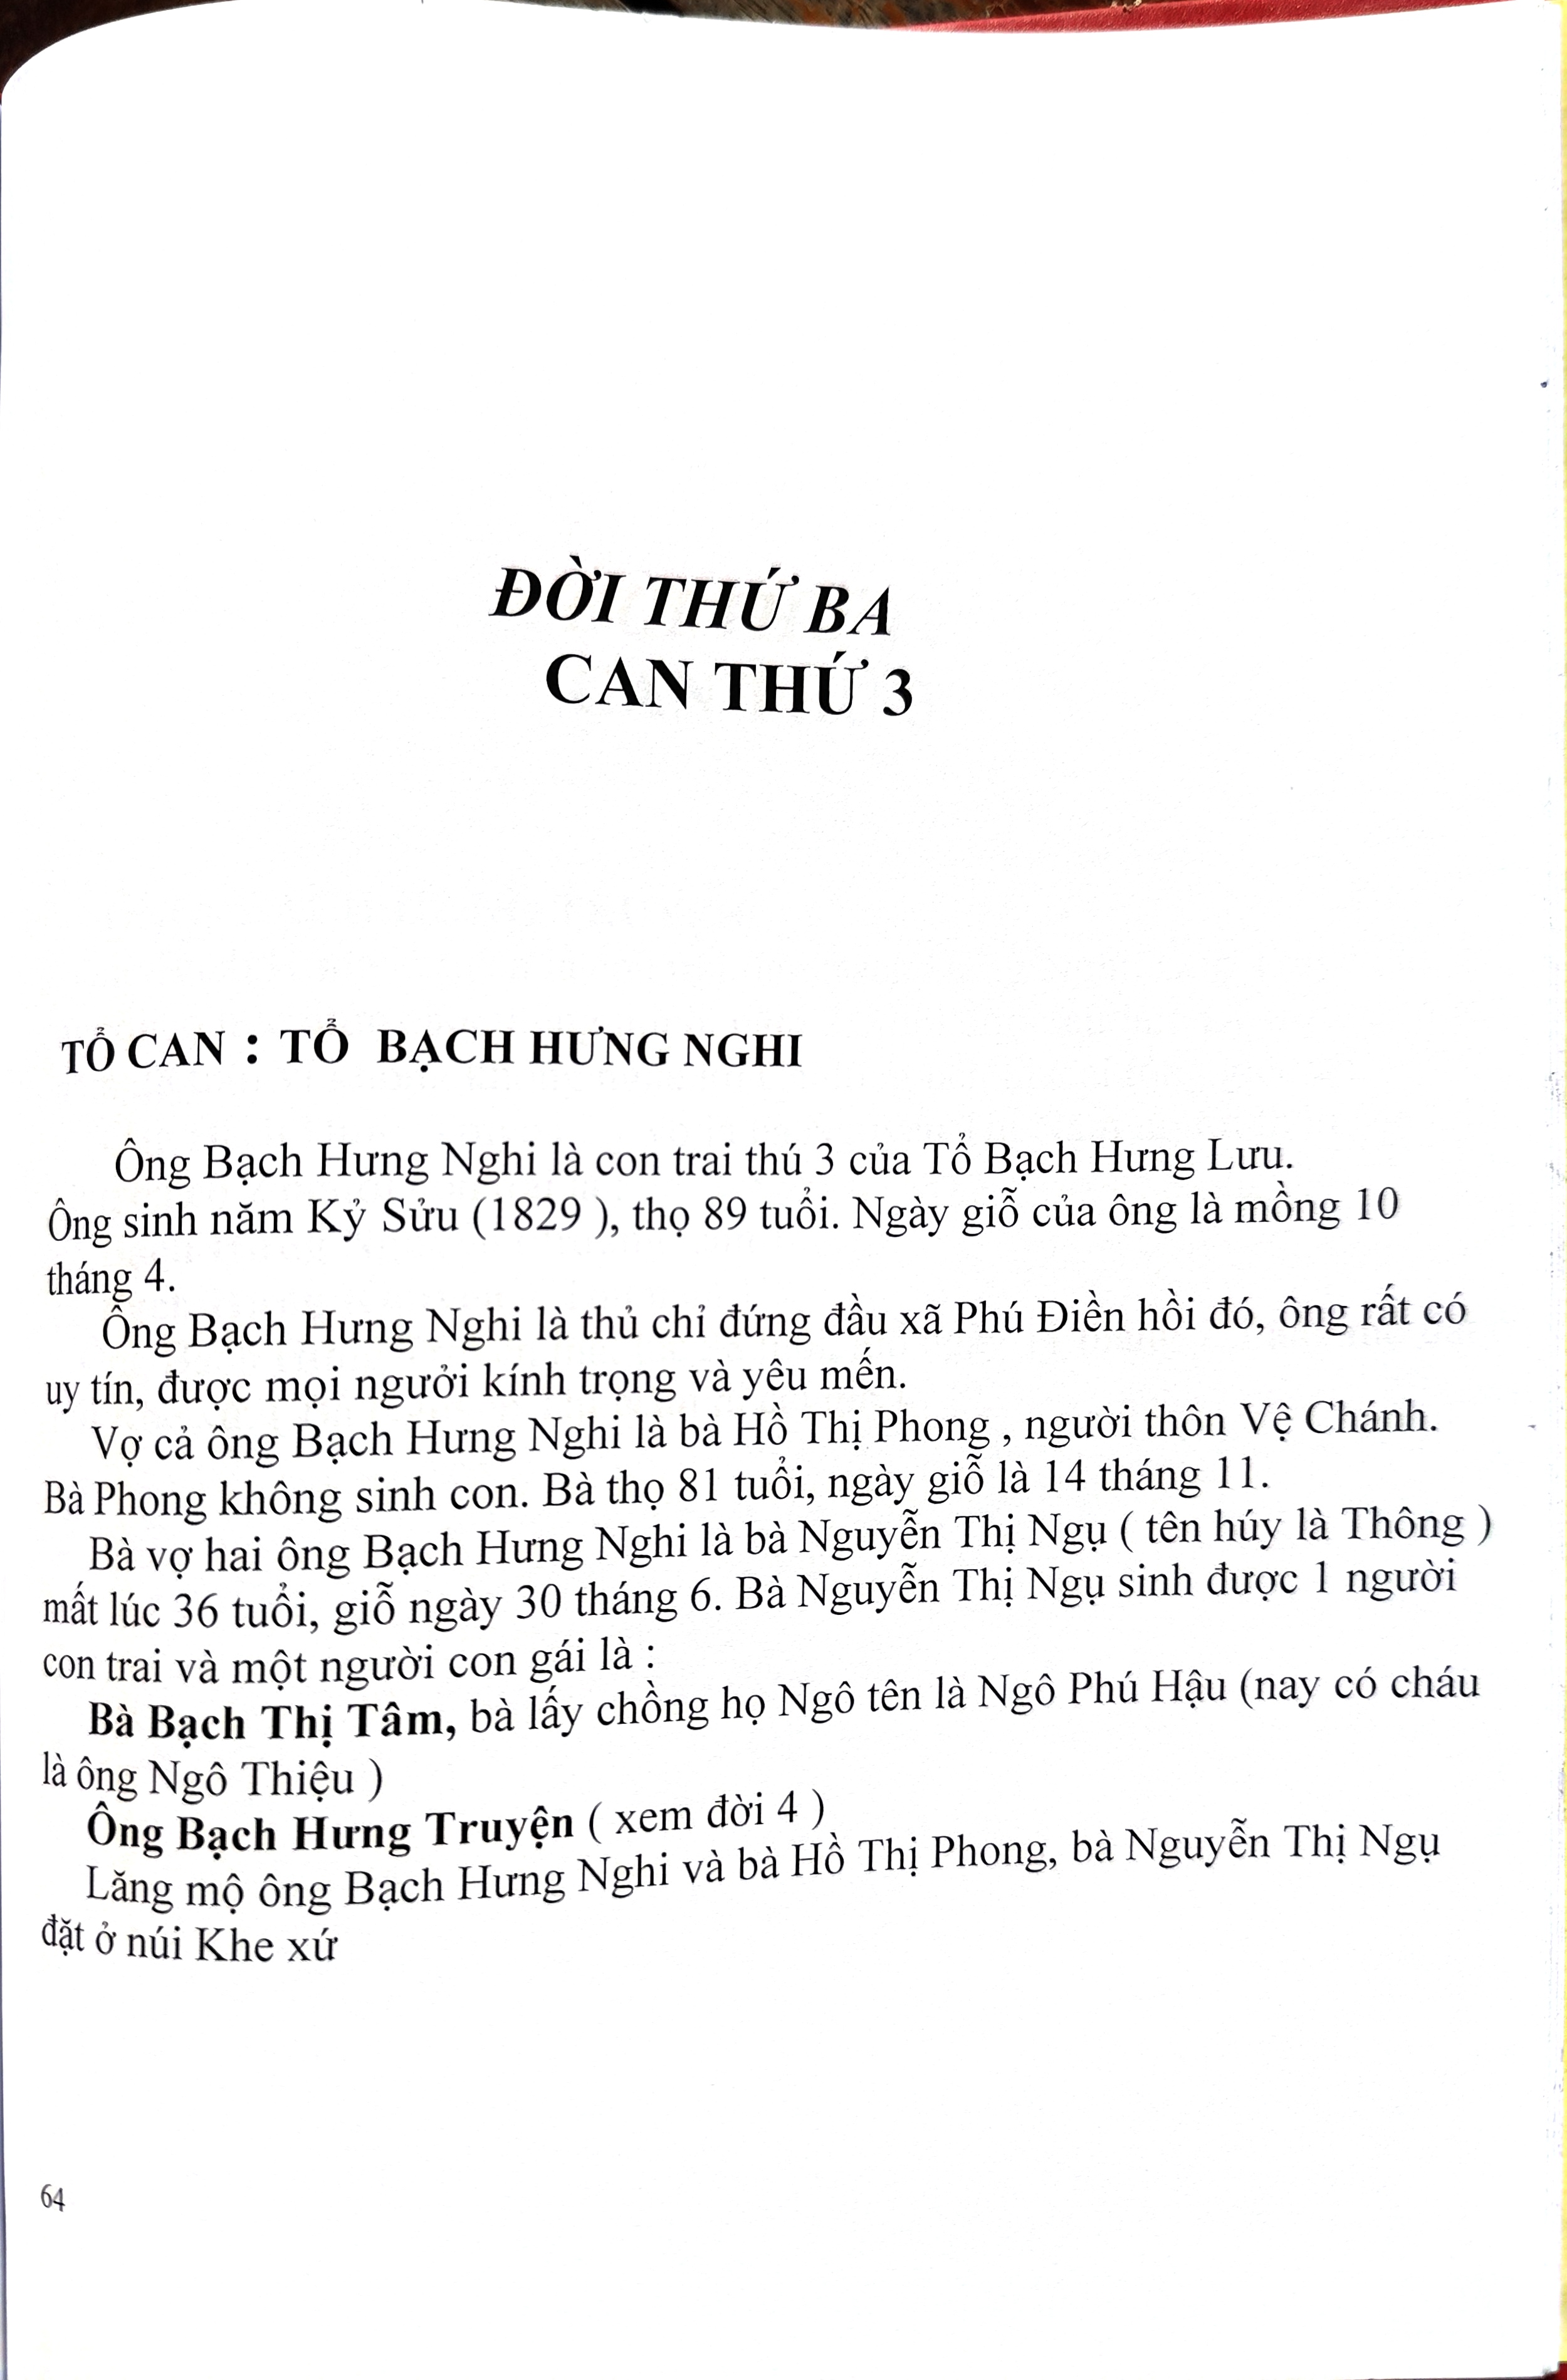 ĐỜI THỨ BA
CAN THỨ 3
TỔ CAN : TỔ BẠCH HƯNG NGHI
Ông Bạch Hưng Nghi là con trai thú 3 của Tổ Bạch Hưng Lưu.
Ông sinh năm Kỷ Sửu (1829 ), thọ 89 tuổi. Ngày giỗ của ông là mồng 10
tháng 4.
Ông Bạch Hưng Nghi là thủ chỉ đứng đầu xã Phú Điền hồi đó, ông rất có
uy tín, được mọi người kính trọng và yêu mến.
Vợ cả ông Bạch Hưng Nghi là bà Hồ Thị Phong , người thôn Vệ Chánh.
Bà Phong không sinh con. Bà thọ 81 tuổi, ngày giỗ là 14 tháng 11.
Bà vợ hai ông Bạch Hưng Nghi là bà Nguyễn Thị Ngụ ( tên húy là Thông )
mất lúc 36 tuổi, giỗ ngày 30 tháng 6. Bà Nguyễn Thị Ngụ sinh được 1 người
con trai và một người con gái là :
Bà Bạch Thị Tâm, bà lấy chồng họ Ngô tên là Ngô Phú Hậu (nay có cháu
là ông Ngô Thiệu )
Ông Bạch Hưng Truyện ( xem đời 4 )
Lăng mộ ông Bạch Hưng Nghi và bà Hồ Thị Phong, bà Nguyễn Thị Ngụ
đặt ở núi Khe xứ
64